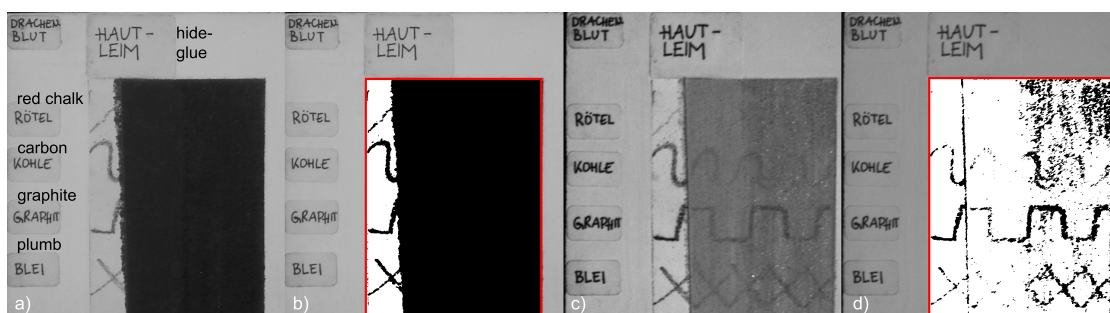 DRACHEN
BLUT
HAUT-
LEIM
hide-
glue
red chalk
RÖTEL
carbon
KOHLE
graphite
GRAPHIT
plumb
BLEI
a)
DRACHEN
BLUT
HAUT-
LEIM
RÖTEL
KOHLE
GRAPHIT
BLEI
b)
DRACHEN
BLUT
HAUT-
LEIM
RÖTEL
KOHLE
GRAPHIT
BLEI
c)
DRACHEN
BLUT
HAUT-
LEIM
RÖTEL
KOHLE
GRAPHIT
BLEI
d)